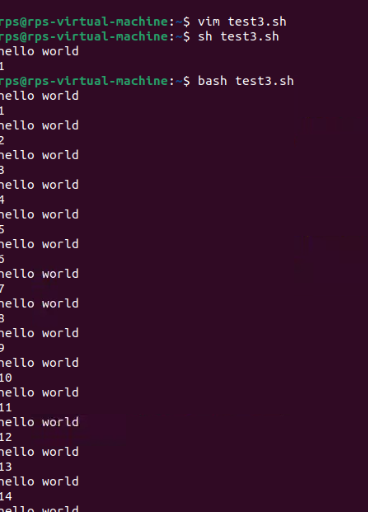 rps@rps-virtual-machine:~$ vim test3.sh
rps@rps-virtual-machine:~$ sh test3.sh
hello world
1
rps@rps-virtual-machine:~$ bash test3.sh
hello world
1
hello world
2
hello world
3
hello world
4
hello world
5
hello world
6
hello world
7
hello world
8
hello world
9
hello world
10
hello world
11
hello world
12
hello world
13
hello world
14
hello world